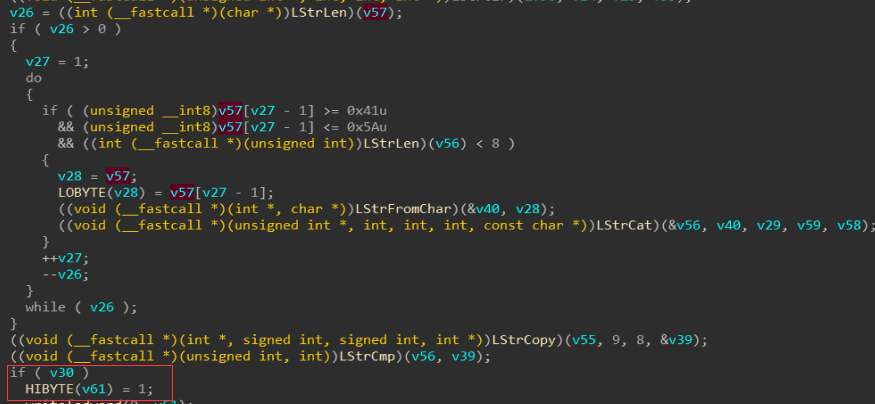 v26 = ((int (__fastcall *)(char *))LStrLen)(v57);
if ( v26 > 0 )
{
v27 = 1;
do
{
if ( (unsigned __int8)v57[v27 - 1] >= 0x41u
&& (unsigned __int8)v57[v27 - 1] <= 0x5Au
&& ((int (__fastcall *)(unsigned int))LStrLen)(v56) < 8 )
{
v28 = v57;
LOBYTE(v28) = v57[v27 - 1];
((void (__fastcall *)(int *, char *))LStrFromChar)(&v40, v28);
((void (__fastcall *)(unsigned int *, int, int, int, const char *))LStrCat)(&v56, v40, v29, v59, v58);
}
++v27;
--v26;
}
while ( v26 );
}
((void (__fastcall *)(int *, signed int, signed int, int *))LStrCopy)(v55, 9, 8, &v39);
((void (__fastcall *)(unsigned int, int))LStrCmp)(v56, v39);
if ( v30 )
HIBYTE(v61) = 1;